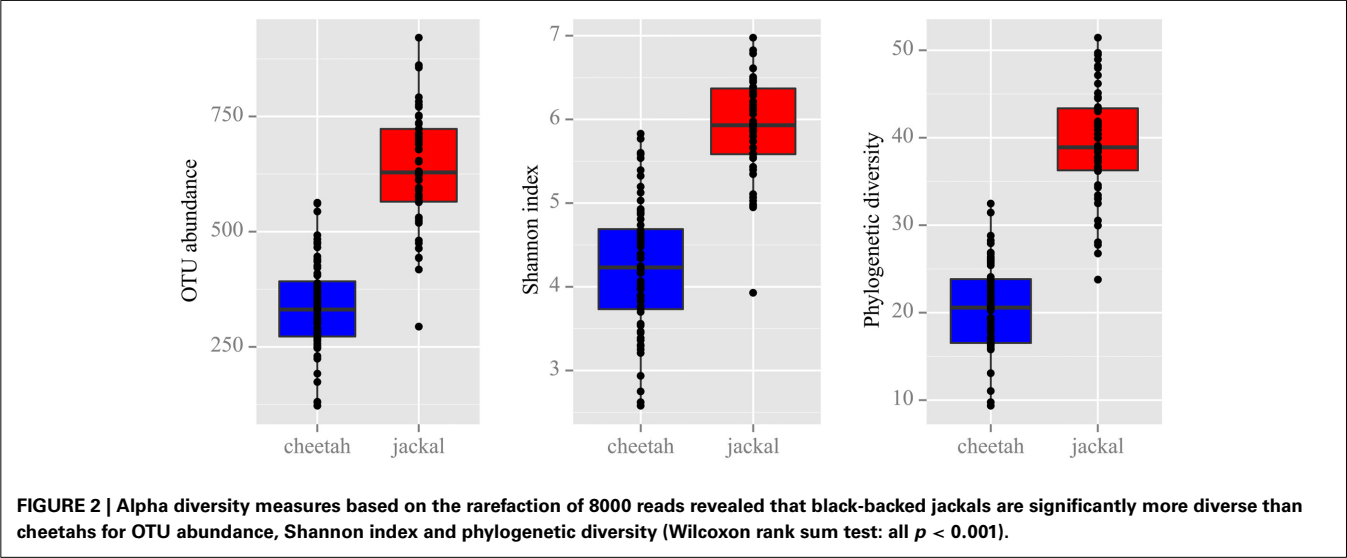 OTU abundance
750
500
250
cheetah jackal
Shannon index
7
6
5
4
3
cheetah jackal
Phylogenetic diversity
50
40
30
20
10
cheetah jackal
FIGURE 2 | Alpha diversity measures based on the rarefaction of 8000 reads revealed that black-backed jackals are significantly more diverse than
cheetahs for OTU abundance, Shannon index and phylogenetic diversity (Wilcoxon rank sum test: all p < 0.001).